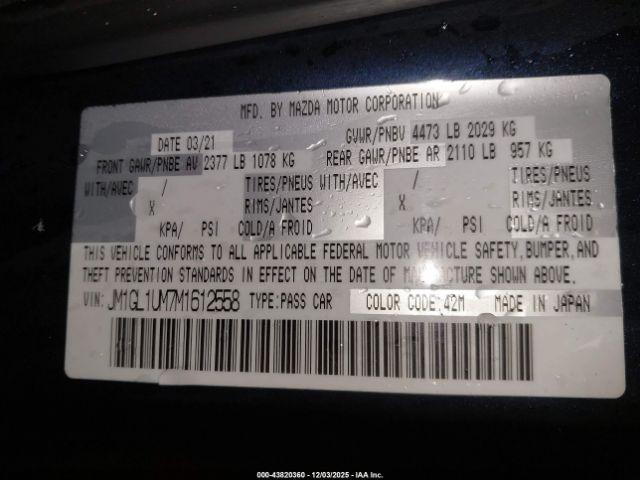 MFD. BY MAZDA MOTOR CORPORATION
DATE 03/21 GVWR/PNBV 4473 LB 2029 KG
FRONT GAWR/PNBE AV 2377 LB 1078 KG REAR GAWR/PNBE AR 2110 LB 957 KG
WITH/AVEC / TIRES/PNEUS WITH/AVEC / TIRES/PNEUS
X RIMS/JANTES X RIMS/JANTES
KPA/ PSI COLD/A FROID KPA/ PSI COLD/A FROID
THIS VEHICLE CONFORMS TO ALL APPLICABLE FEDERAL MOTOR VEHICLE SAFETY, BUMPER, AND
THEFT PREVENTION STANDARDS IN EFFECT ON THE DATE OF MANUFACTURE SHOWN ABOVE.
VIN: JM1GL1UM7M1612558 TYPE: PASS CAR COLOR CODE: 42M MADE IN JAPAN
000-43820360 - 12/03/2025 - IAA Inc.